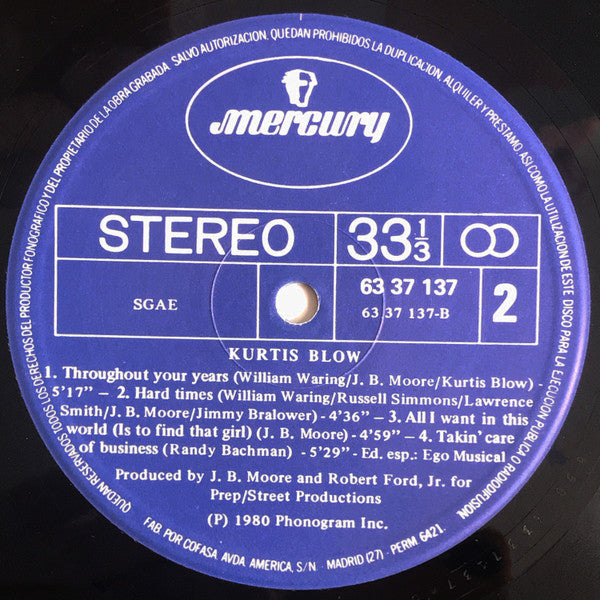 QUEDAN RESERVADOS TODOS LOS DERECHOS DEL PRODUCTOR FONOGRAFICO Y DEL PROPIETARIO DE LA OBRA GRABADA. SALVO AUTORIZACION, QUEDAN PROHIBIDOS LA DUPLICACION, ALQUILER Y PRESTAMO, ASI COMO LA UTILIZACION DE ESTE DISCO PARA LA EJECUCION PUBLICA O RADIODIFUSION.
mercury
STEREO 33 1/3
SGAE 63 37 137 2
63 37 137-B
KURTIS BLOW
1. Throughout your years (William Waring/J. B. Moore/Kurtis Blow) -
5'17" – 2. Hard times (William Waring/Russell Simmons/Lawrence
Smith/J. B. Moore/Jimmy Bralower) - 4'36" – 3. All I want in this
world (Is to find that girl) (J. B. Moore) - 4'59" – 4. Takin' care
of business (Randy Bachman) - 5'29" - Ed. esp.: Ego Musical
Produced by J. B. Moore and Robert Ford, Jr. for
Prep/Street Productions
(P) 1980 Phonogram Inc.
FAB. POR COFASA. AVDA. AMERICA, S/N · MADRID (27) · PERM 6421.